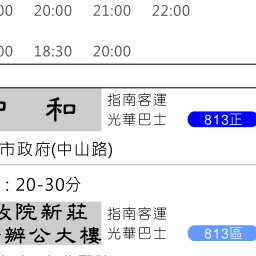 00 20:00 21:00 22:00
00 18:30 20:00
中 和
指南客運
光華巴士
813正
市政府(中山路)
: 20-30分
政院新莊
辦公大樓
指南客運
光華巴士
813區